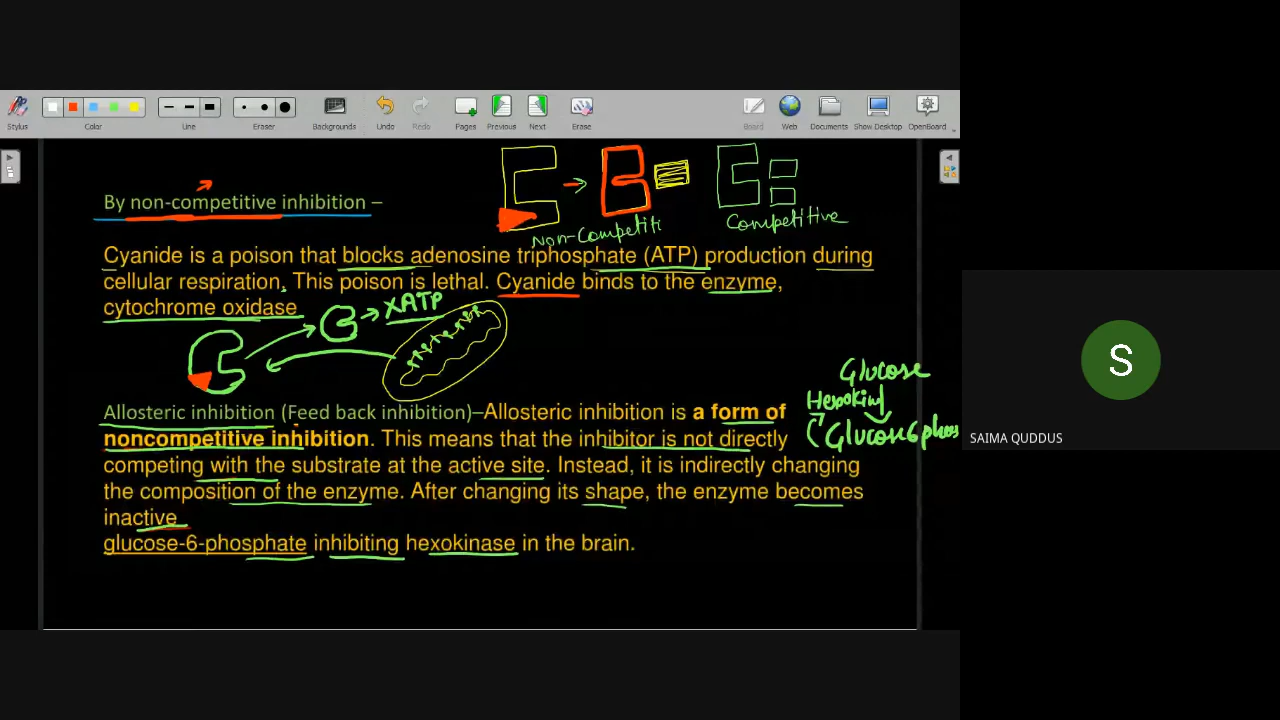 Stylus
Color
Line
Eraser
Backgrounds
Undo
Redo
Pages
Previous
Next
Erase
Board
Web
Documents
Show Desktop
OpenBoard
By non-competitive inhibition –
Non-Competiti
Competitive
Cyanide is a poison that blocks adenosine triphosphate (ATP) production during
cellular respiration. This poison is lethal. Cyanide binds to the enzyme,
cytochrome oxidase
XATP
Glucose
Hexokin
Glucose 6 phos
Allosteric inhibition (Feed back inhibition)–Allosteric inhibition is a form of
noncompetitive inhibition. This means that the inhibitor is not directly
competing with the substrate at the active site. Instead, it is indirectly changing
the composition of the enzyme. After changing its shape, the enzyme becomes
inactive
glucose-6-phosphate inhibiting hexokinase in the brain.
S
SAIMA QUDDUS